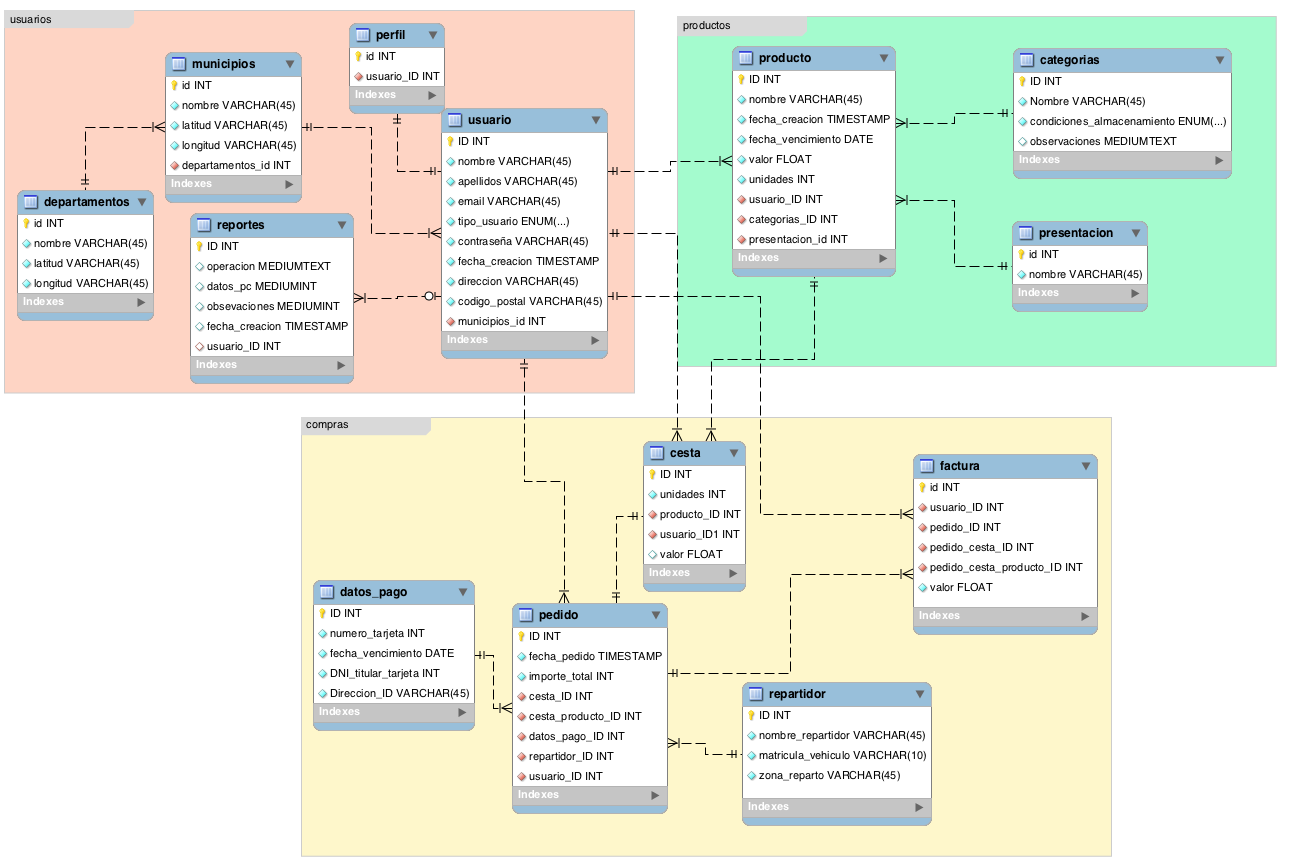 usuarios
perfil
id INT
usuario_ID INT
Indexes
municipios
id INT
nombre VARCHAR(45)
latitud VARCHAR(45)
longitud VARCHAR(45)
departamentos_id INT
Indexes
usuario
ID INT
nombre VARCHAR(45)
apellidos VARCHAR(45)
email VARCHAR(45)
tipo_usuario ENUM(...)
contraseña VARCHAR(45)
fecha_creacion TIMESTAMP
direccion VARCHAR(45)
codigo_postal VARCHAR(45)
municipios_id INT
Indexes
departamentos
id INT
nombre VARCHAR(45)
latitud VARCHAR(45)
longitud VARCHAR(45)
Indexes
reportes
ID INT
operacion MEDIUMTEXT
datos_pc MEDIUMINT
obsevaciones MEDIUMINT
fecha_creacion TIMESTAMP
usuario_ID INT
Indexes
productos
producto
ID INT
nombre VARCHAR(45)
fecha_creacion TIMESTAMP
fecha_vencimiento DATE
valor FLOAT
unidades INT
usuario_ID INT
categorias_ID INT
presentacion_id INT
Indexes
categorias
ID INT
Nombre VARCHAR(45)
condiciones_almacenamiento ENUM(...)
observaciones MEDIUMTEXT
Indexes
presentacion
id INT
nombre VARCHAR(45)
Indexes
compras
cesta
ID INT
unidades INT
producto_ID INT
usuario_ID1 INT
valor FLOAT
Indexes
factura
id INT
usuario_ID INT
pedido_ID INT
pedido_cesta_ID INT
pedido_cesta_producto_ID INT
valor FLOAT
Indexes
datos_pago
ID INT
numero_tarjeta INT
fecha_vencimiento DATE
DNI_titular_tarjeta INT
Direccion_ID VARCHAR(45)
Indexes
pedido
ID INT
fecha_pedido TIMESTAMP
importe_total INT
cesta_ID INT
cesta_producto_ID INT
datos_pago_ID INT
repartidor_ID INT
usuario_ID INT
Indexes
repartidor
ID INT
nombre_repartidor VARCHAR(45)
matricula_vehiculo VARCHAR(10)
zona_reparto VARCHAR(45)
Indexes